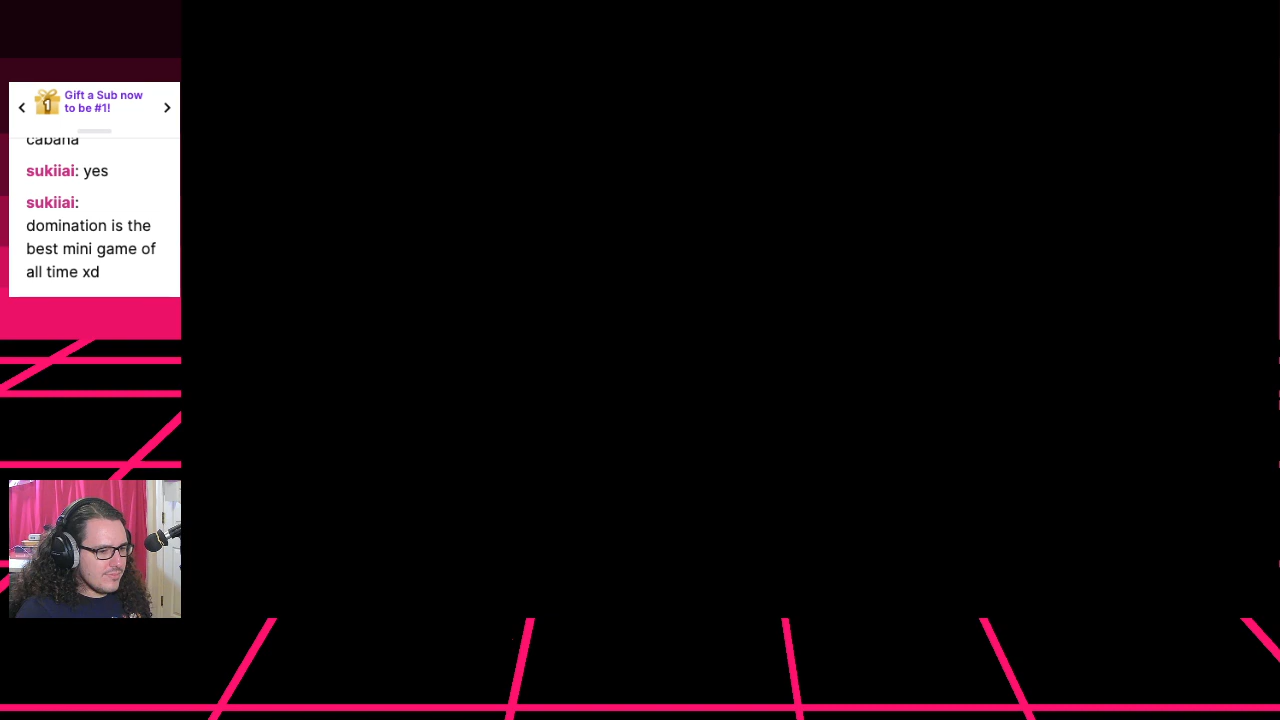 Gift a Sub now
to be #1!
cabana
sukiiai: yes
sukiiai:
domination is the
best mini game of
all time xd